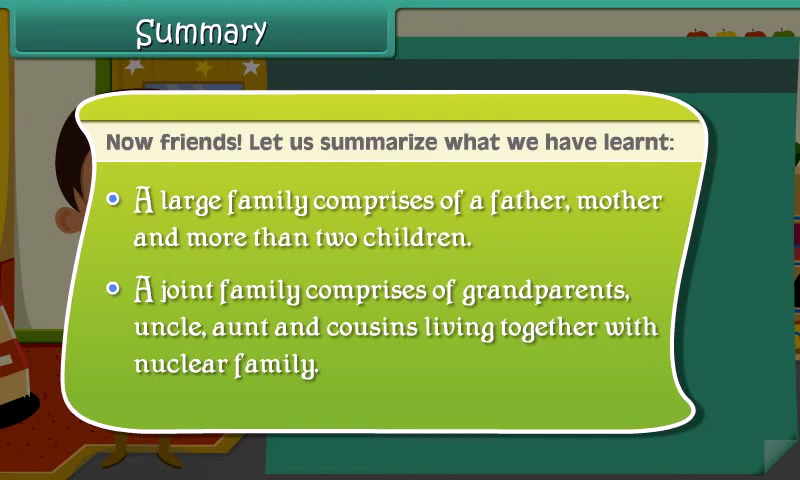 Summary
Now friends! Let us summarize what we have learnt:
A large family comprises of a father, mother
and more than two children.
A joint family comprises of grandparents,
uncle, aunt and cousins living together with
nuclear family.